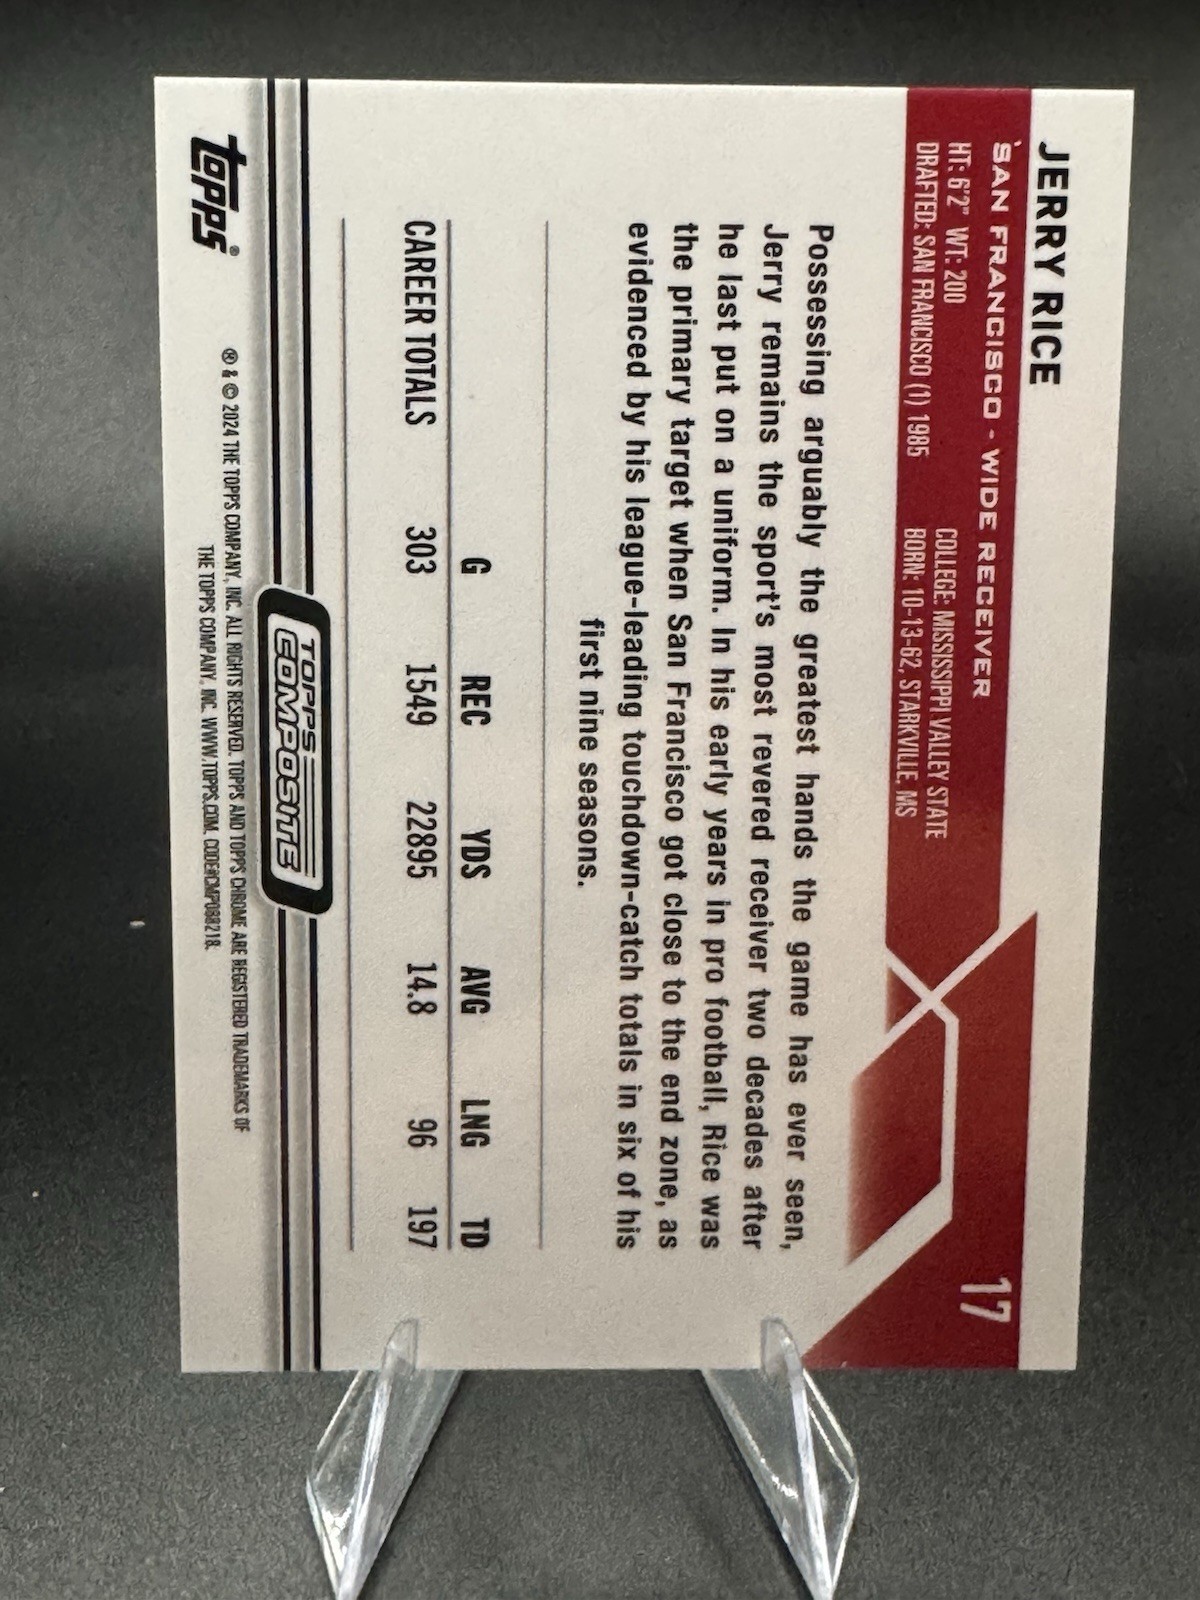 JERRY RICE
SAN FRANCISCO - WIDE RECEIVER
17
HT: 6'2" WT: 200
COLLEGE: MISSISSIPPI VALLEY STATE
DRAFTED: SAN FRANCISCO (1) 1985
BORN: 10-13-62, STARKVILLE, MS
Possessing arguably the greatest hands the game has ever seen,
Jerry remains the sport's most revered receiver two decades after
he last put on a uniform. In his early years in pro football, Rice was
the primary target when San Francisco got close to the end zone, as
evidenced by his league-leading touchdown-catch totals in six of his
first nine seasons.
G REC YDS AVG LNG TD
CAREER TOTALS 303 1549 22895 14.8 96 197
TOPPS
COMPOSITE
topps®
® & © 2024 THE TOPPS COMPANY, INC. ALL RIGHTS RESERVED. TOPPS AND TOPPS CHROME ARE REGISTERED TRADEMARKS OF
THE TOPPS COMPANY, INC. WWW.TOPPS.COM. CODE#CMP088218.